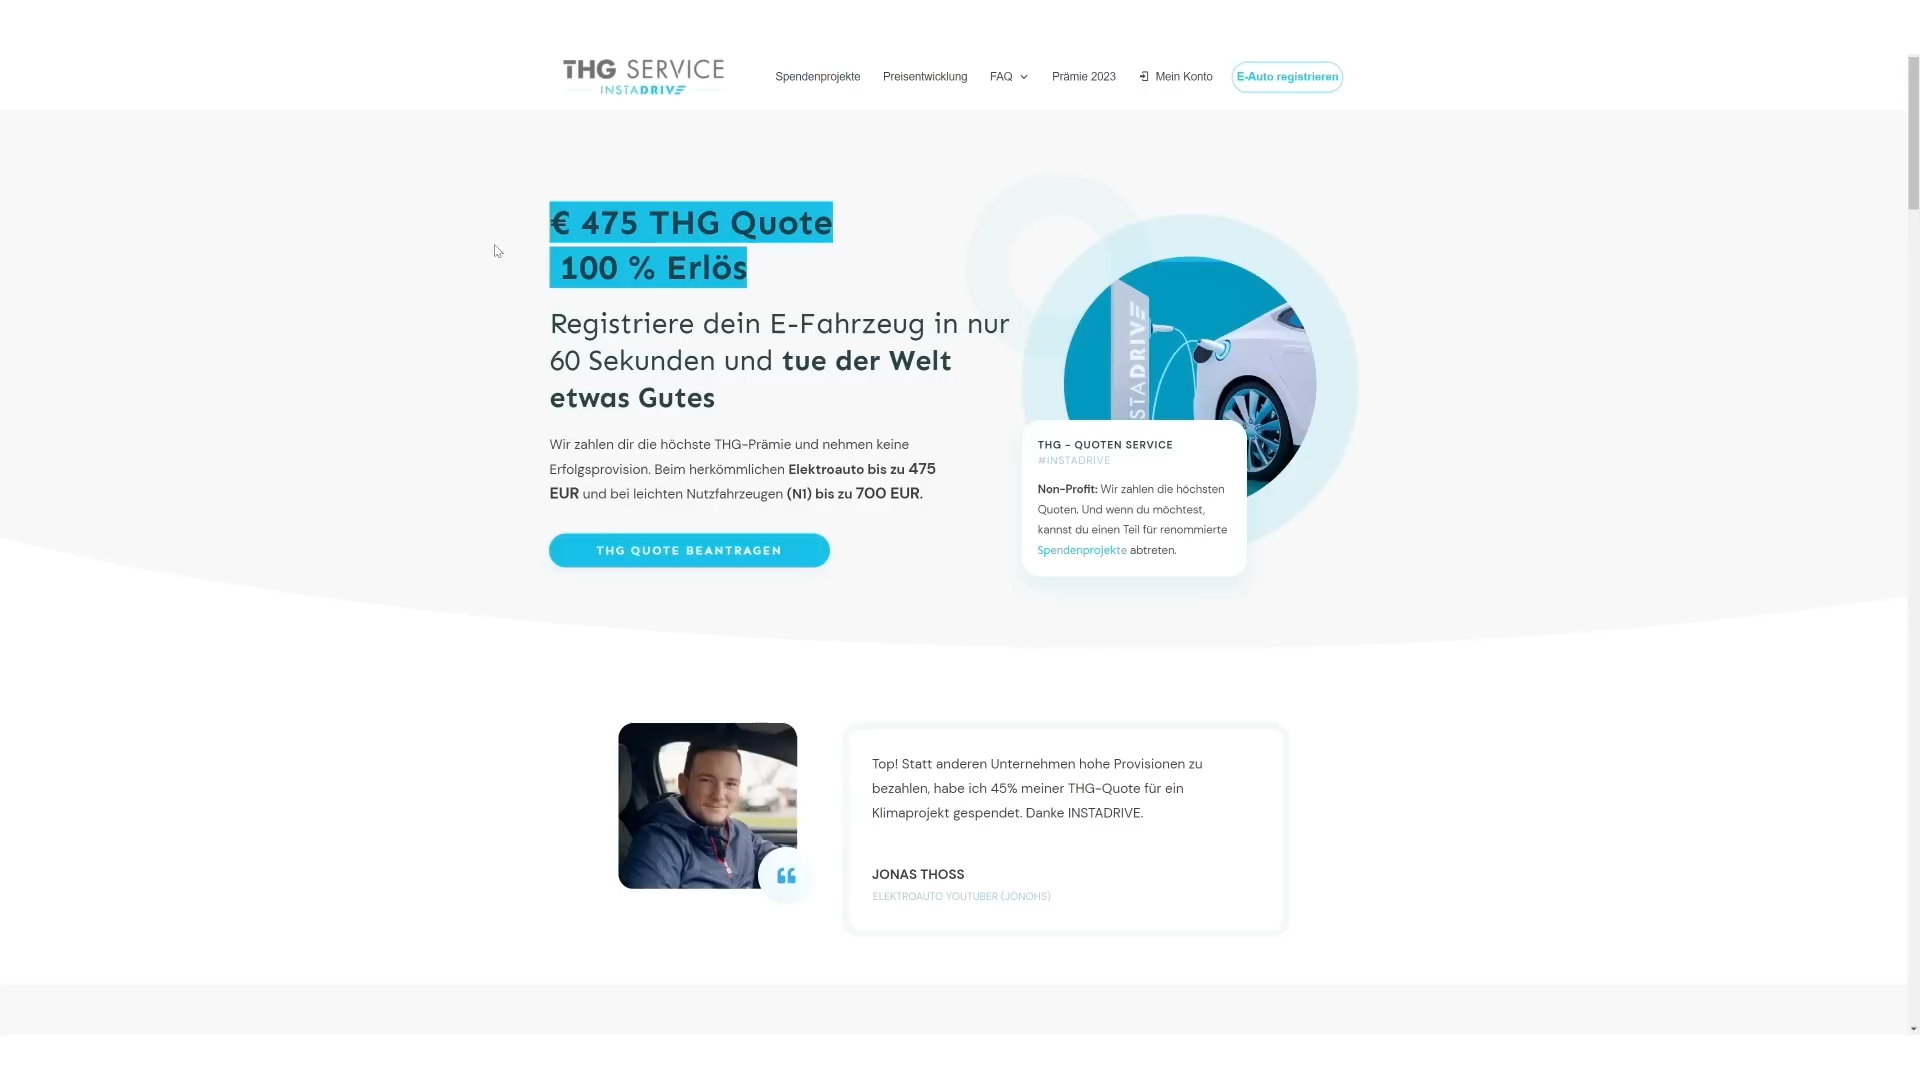 THG SERVICE
INSTADRIVE
Spendenprojekte Preisentwicklung FAQ Prämie 2023 Mein Konto E-Auto registrieren
€ 475 THG Quote
100 % Erlös
Registriere dein E-Fahrzeug in nur
60 Sekunden und tue der Welt
etwas Gutes
Wir zahlen dir die höchste THG-Prämie und nehmen keine
Erfolgsprovision. Beim herkömmlichen Elektroauto bis zu 475
EUR und bei leichten Nutzfahrzeugen (N1) bis zu 700 EUR.
THG QUOTE BEANTRAGEN
INSTADRIVE
THG - QUOTEN SERVICE
#INSTADRIVE
Non-Profit: Wir zahlen die höchsten
Quoten. Und wenn du möchtest,
kannst du einen Teil für renommierte
Spendenprojekte abtreten.
Top! Statt anderen Unternehmen hohe Provisionen zu
bezahlen, habe ich 45% meiner THG-Quote für ein
Klimaprojekt gespendet. Danke INSTADRIVE.
JONAS THOSS
ELEKTROAUTO YOUTUBER (JONOHS)